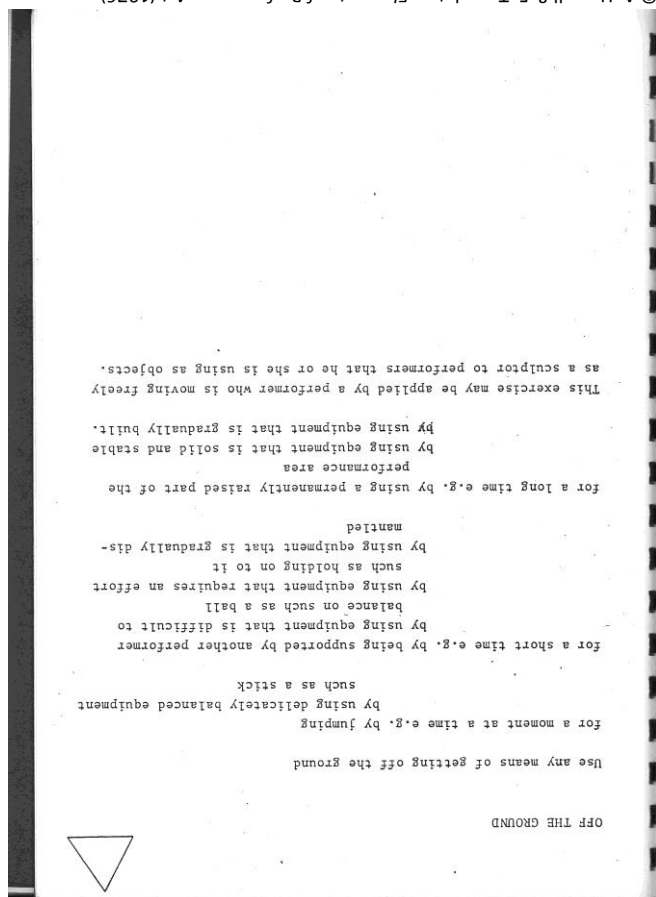 OFF THE GROUND
Use any means of getting off the ground
for a moment at a time e.g. by jumping
by using delicately balanced equipment
such as a stick
for a short time e.g. by being supported by another performer
by using equipment that is difficult to
balance on such as a ball
by using equipment that requires an effort
such as holding on to it
by using equipment that is gradually dis-
mantled
for a long time e.g. by using a permanently raised part of the
performance area
by using equipment that is solid and stable
by using equipment that is gradually built.
This exercise may be applied by a performer who is moving freely
as a sculptor to performers that he or she is using as objects.